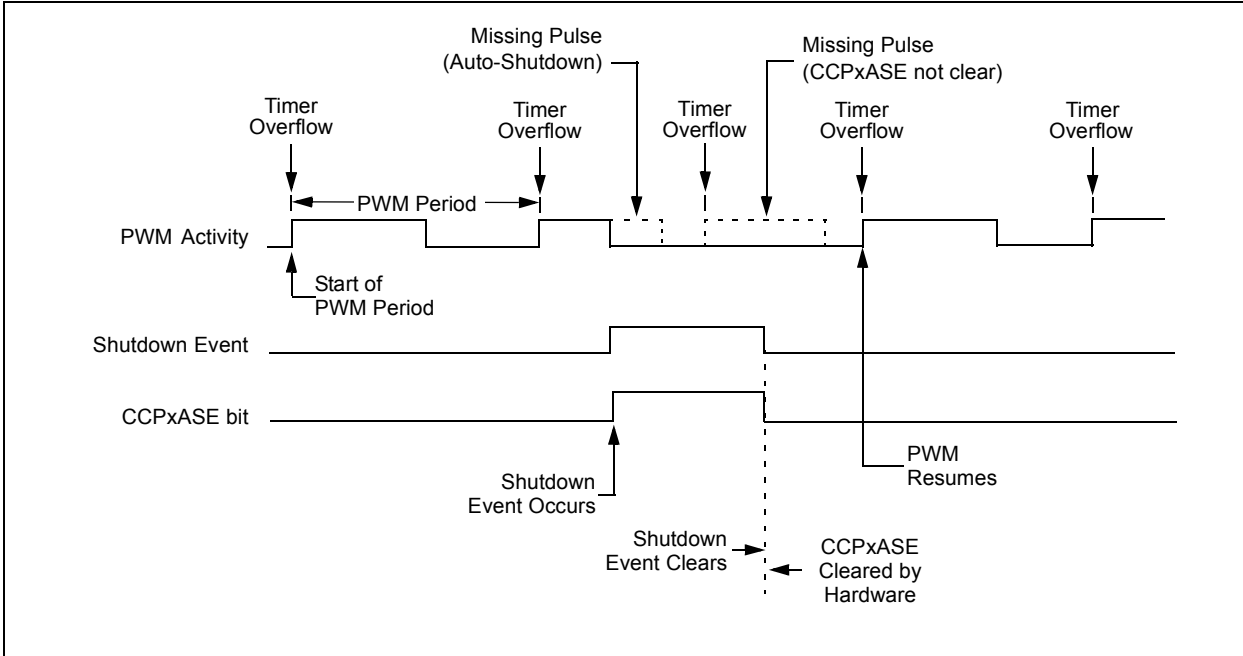 Missing Pulse
(Auto-Shutdown)
Missing Pulse
(CCPxASE not clear)
Timer
Overflow
Timer
Overflow
Timer
Overflow
Timer
Overflow
Timer
Overflow
PWM Period
PWM Activity
Start of
PWM Period
Shutdown Event
CCPxASE bit
Shutdown
Event Occurs
PWM
Resumes
Shutdown
Event Clears
CCPxASE
Cleared by
Hardware